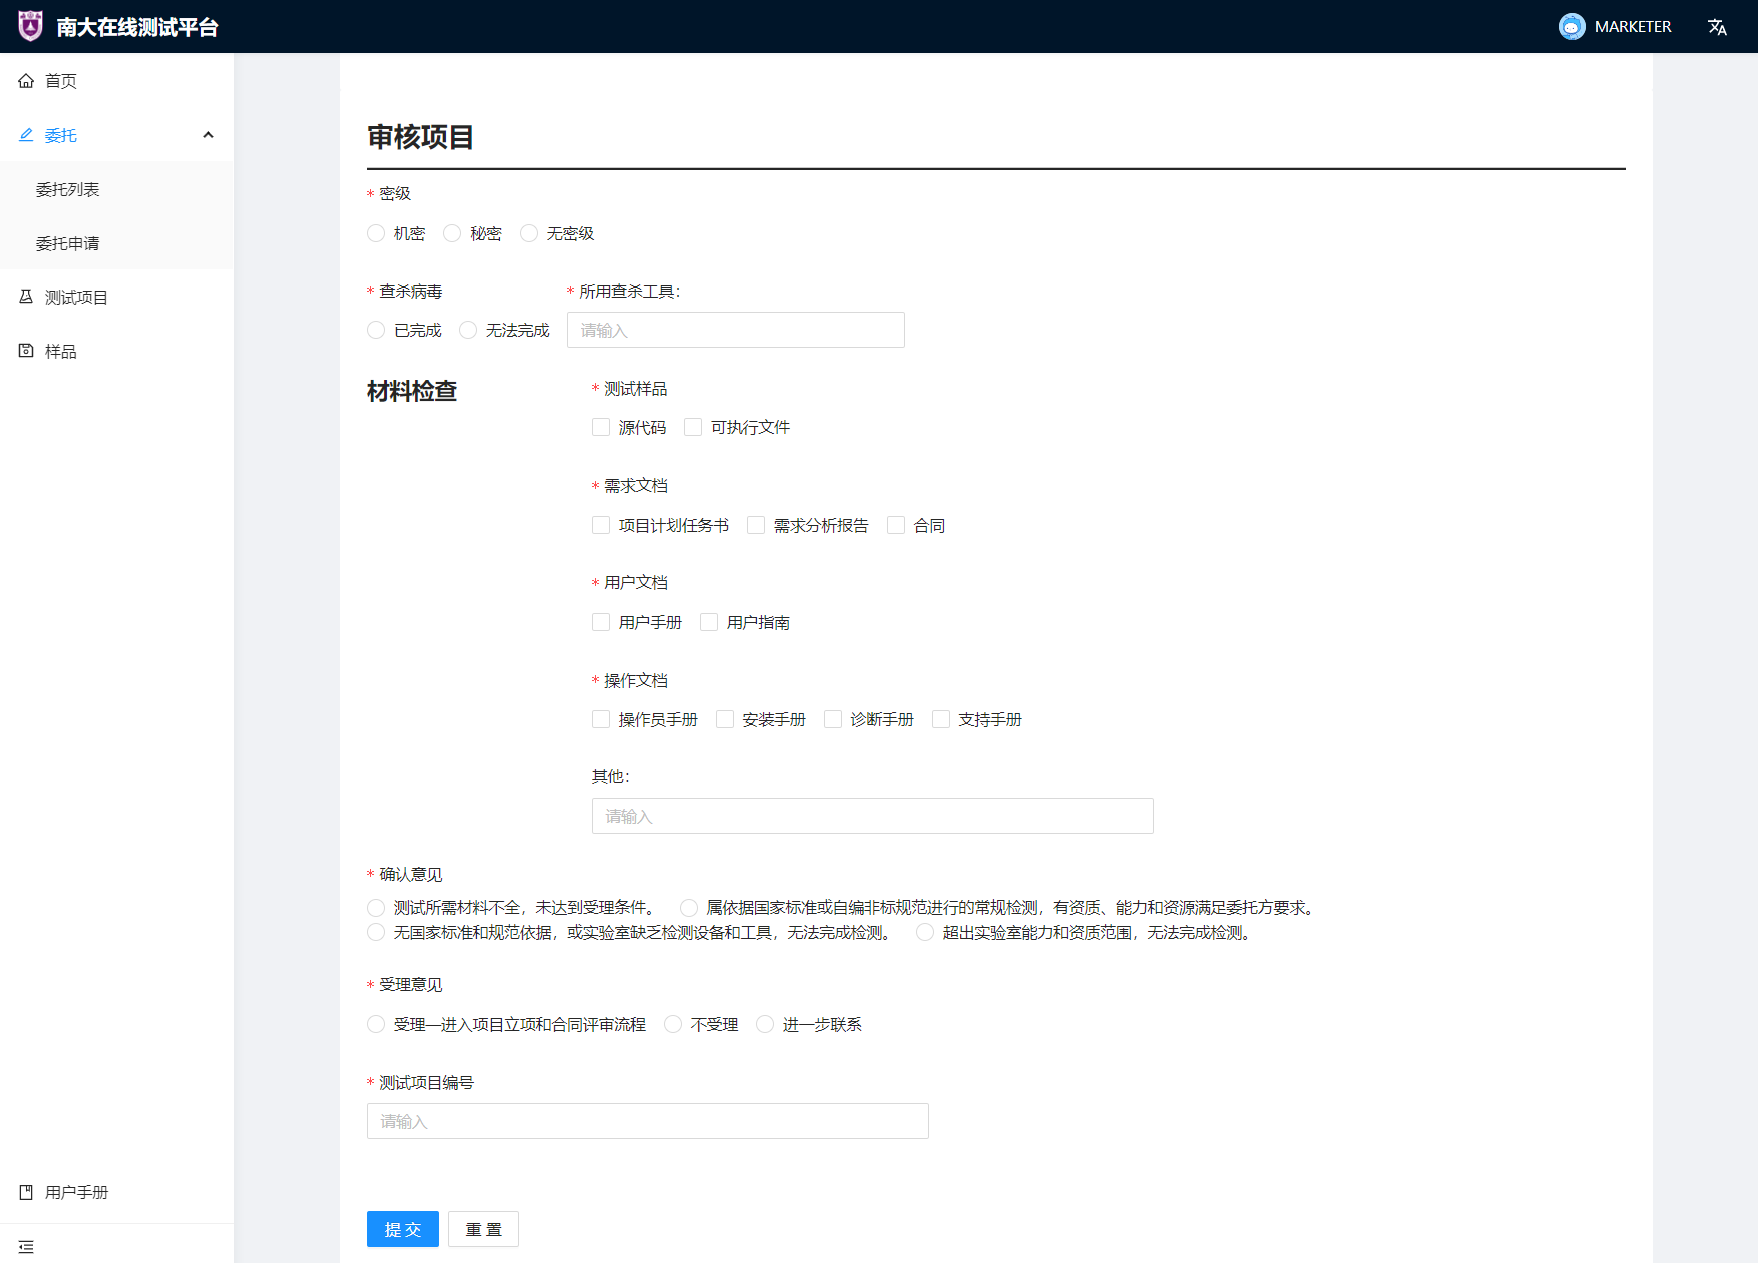 南大在线测试平台
MARKETER
首页
委托
委托列表
委托申请
测试项目
样品
用户手册
审核项目
* 密级
机密 秘密 无密级
* 查杀病毒 * 所用查杀工具：
已完成 无法完成 请输入
材料检查
* 测试样品
源代码 可执行文件
* 需求文档
项目计划任务书 需求分析报告 合同
* 用户文档
用户手册 用户指南
* 操作文档
操作员手册 安装手册 诊断手册 支持手册
其他：
请输入
* 确认意见
测试所需材料不全，未达到受理条件。 属依据国家标准或自编非标规范进行的常规检测，有资质、能力和资源满足委托方要求。
无国家标准和规范依据，或实验室缺乏检测设备和工具，无法完成检测。 超出实验室能力和资质范围，无法完成检测。
* 受理意见
受理—进入项目立项和合同评审流程 不受理 进一步联系
* 测试项目编号
请输入
提 交 重 置